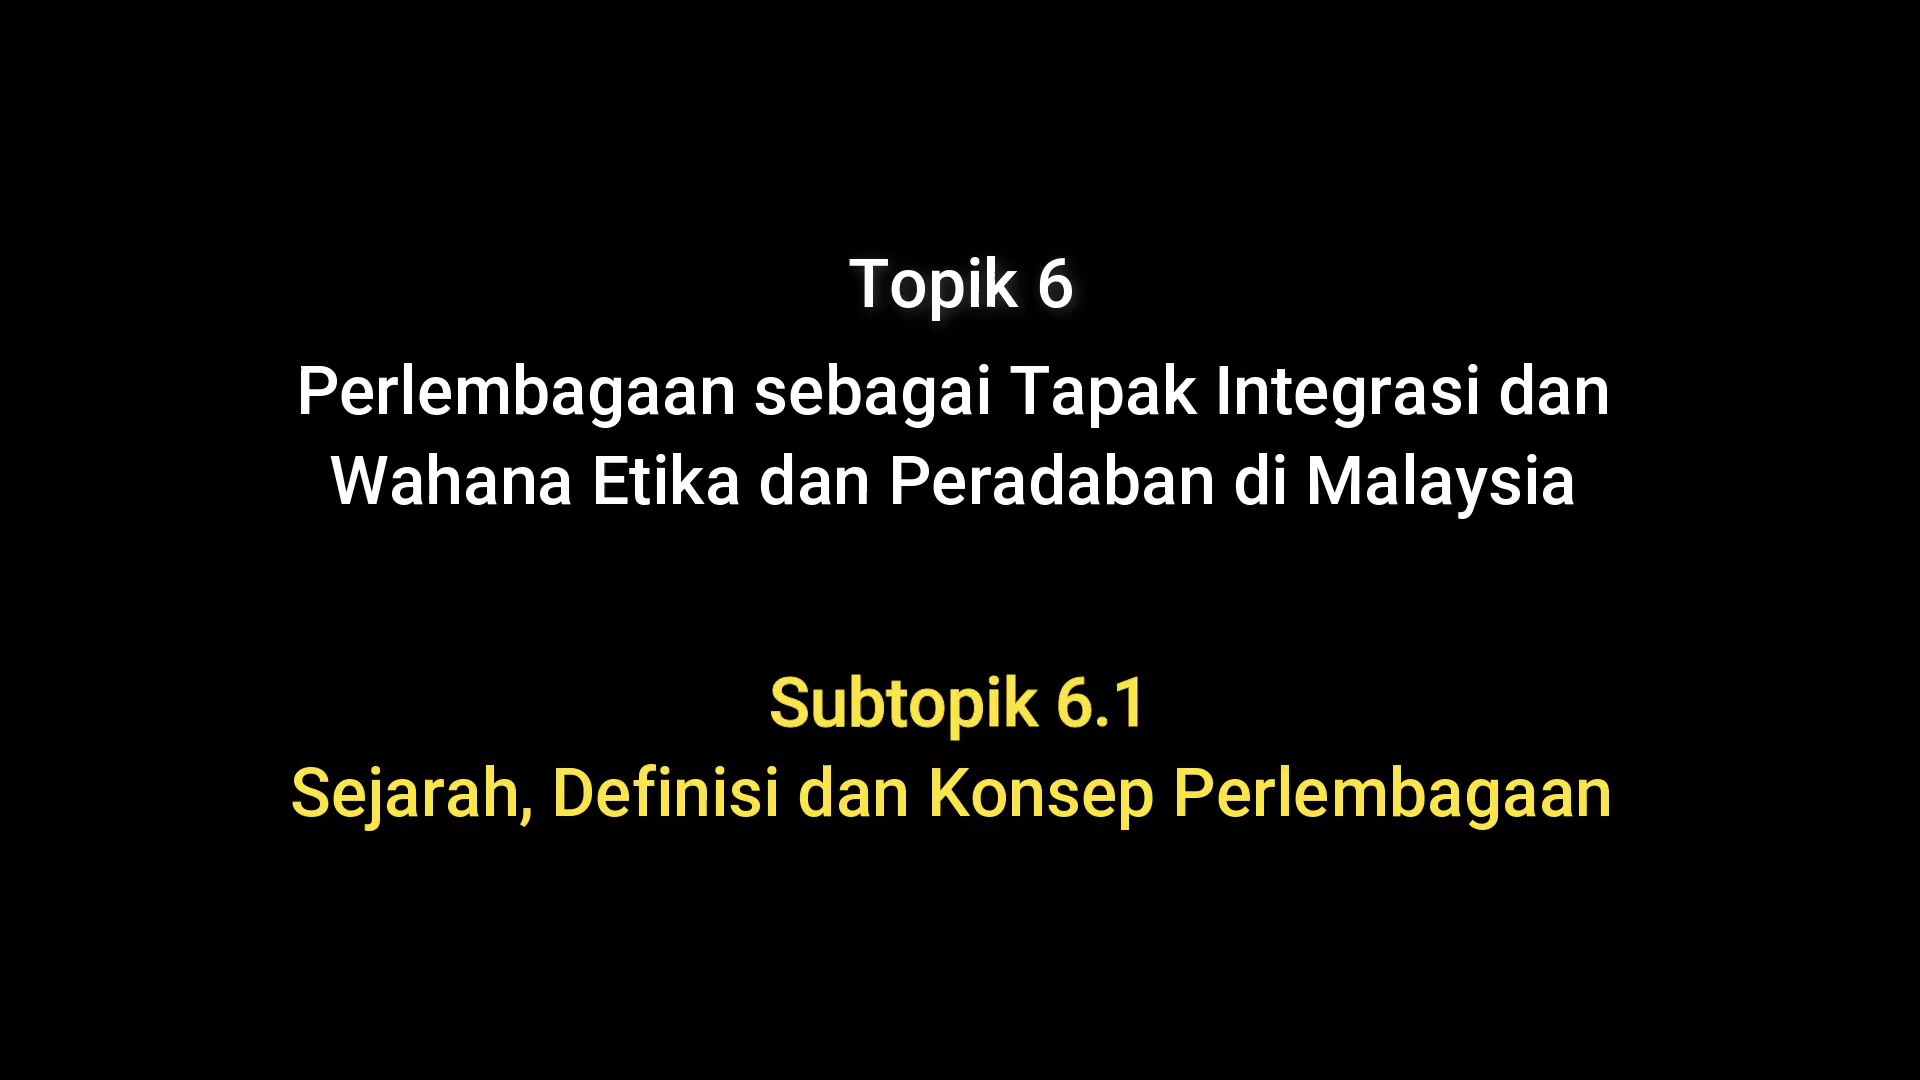 Topik 6
Perlembagaan sebagai Tapak Integrasi dan
Wahana Etika dan Peradaban di Malaysia
Subtopik 6.1
Sejarah, Definisi dan Konsep Perlembagaan